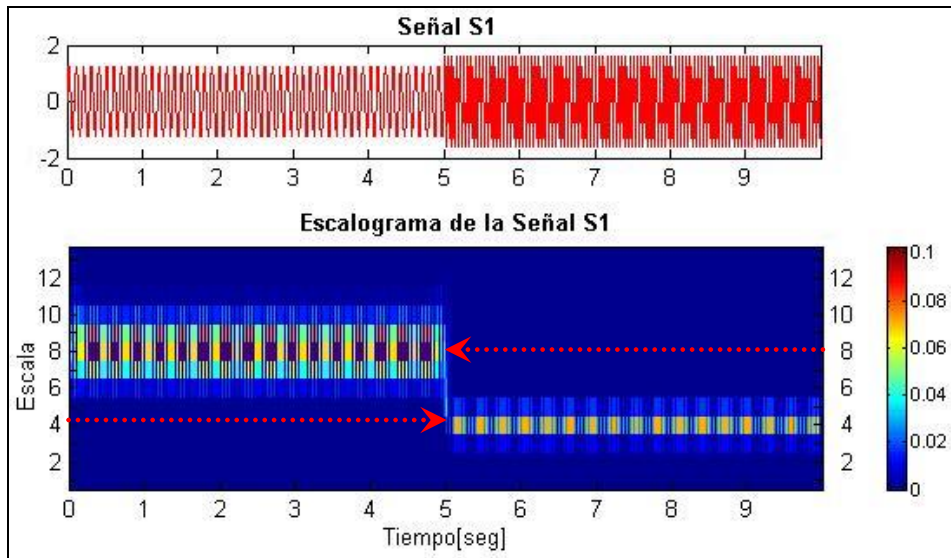 Señal S1
2
0
-2
0 1 2 3 4 5 6 7 8 9
Escalograma de la Señal S1
12 12 0.1
10 10 0.08
8 8 0.06
6 6 0.04
4 4 0.02
2 2 0
Escala
0 1 2 3 4 5 6 7 8 9
Tiempo[seg]